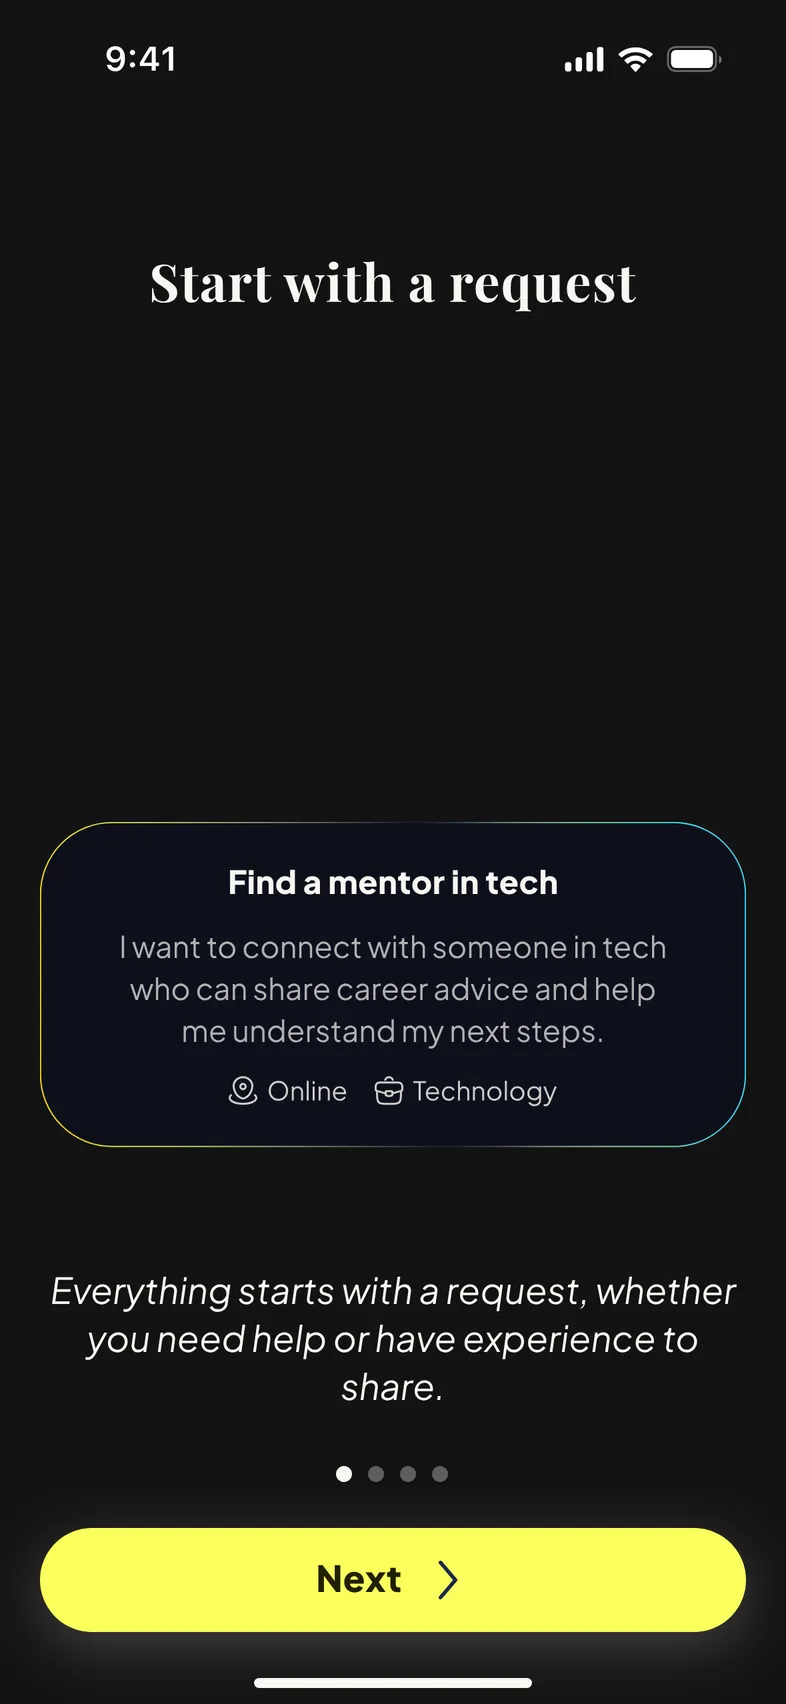 9:41
Start with a request
Find a mentor in tech
I want to connect with someone in tech
who can share career advice and help
me understand my next steps.
Online Technology
Everything starts with a request, whether
you need help or have experience to
share.
Next